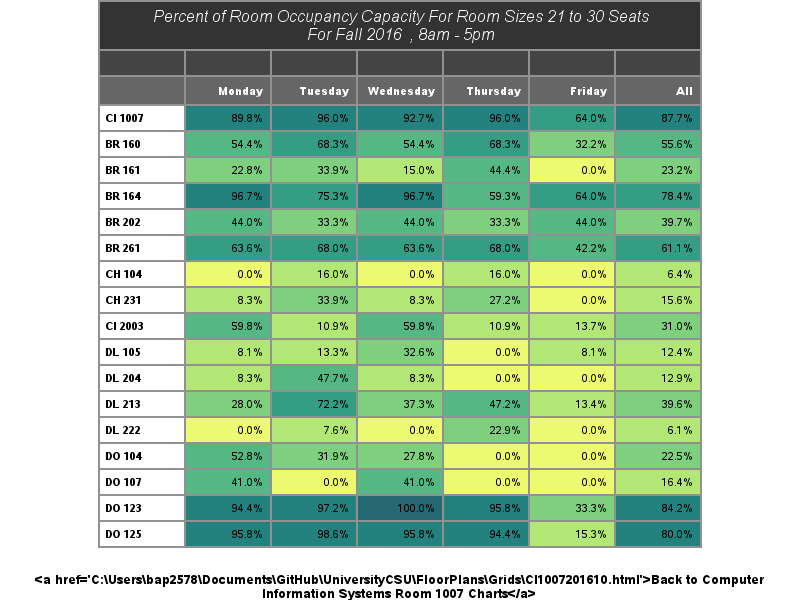 Percent of Room Occupancy Capacity For Room Sizes 21 to 30 Seats
For Fall 2016 , 8am - 5pm
Monday Tuesday Wednesday Thursday Friday All
CI 1007 89.8% 96.0% 92.7% 96.0% 64.0% 87.7%
BR 160 54.4% 68.3% 54.4% 68.3% 32.2% 55.6%
BR 161 22.8% 33.9% 15.0% 44.4% 0.0% 23.2%
BR 164 96.7% 75.3% 96.7% 59.3% 64.0% 78.4%
BR 202 44.0% 33.3% 44.0% 33.3% 44.0% 39.7%
BR 261 63.6% 68.0% 63.6% 68.0% 42.2% 61.1%
CH 104 0.0% 16.0% 0.0% 16.0% 0.0% 6.4%
CH 231 8.3% 33.9% 8.3% 27.2% 0.0% 15.6%
CI 2003 59.8% 10.9% 59.8% 10.9% 13.7% 31.0%
DL 105 8.1% 13.3% 32.6% 0.0% 8.1% 12.4%
DL 204 8.3% 47.7% 8.3% 0.0% 0.0% 12.9%
DL 213 28.0% 72.2% 37.3% 47.2% 13.4% 39.6%
DL 222 0.0% 7.6% 0.0% 22.9% 0.0% 6.1%
DO 104 52.8% 31.9% 27.8% 0.0% 0.0% 22.5%
DO 107 41.0% 0.0% 41.0% 0.0% 0.0% 16.4%
DO 123 94.4% 97.2% 100.0% 95.8% 33.3% 84.2%
DO 125 95.8% 98.6% 95.8% 94.4% 15.3% 80.0%
<a href='C:\Users\bap2578\Documents\GitHub\UniversityCSU\FloorPlans\Grids\CI1007201610.html'>Back to Computer
Information Systems Room 1007 Charts</a>